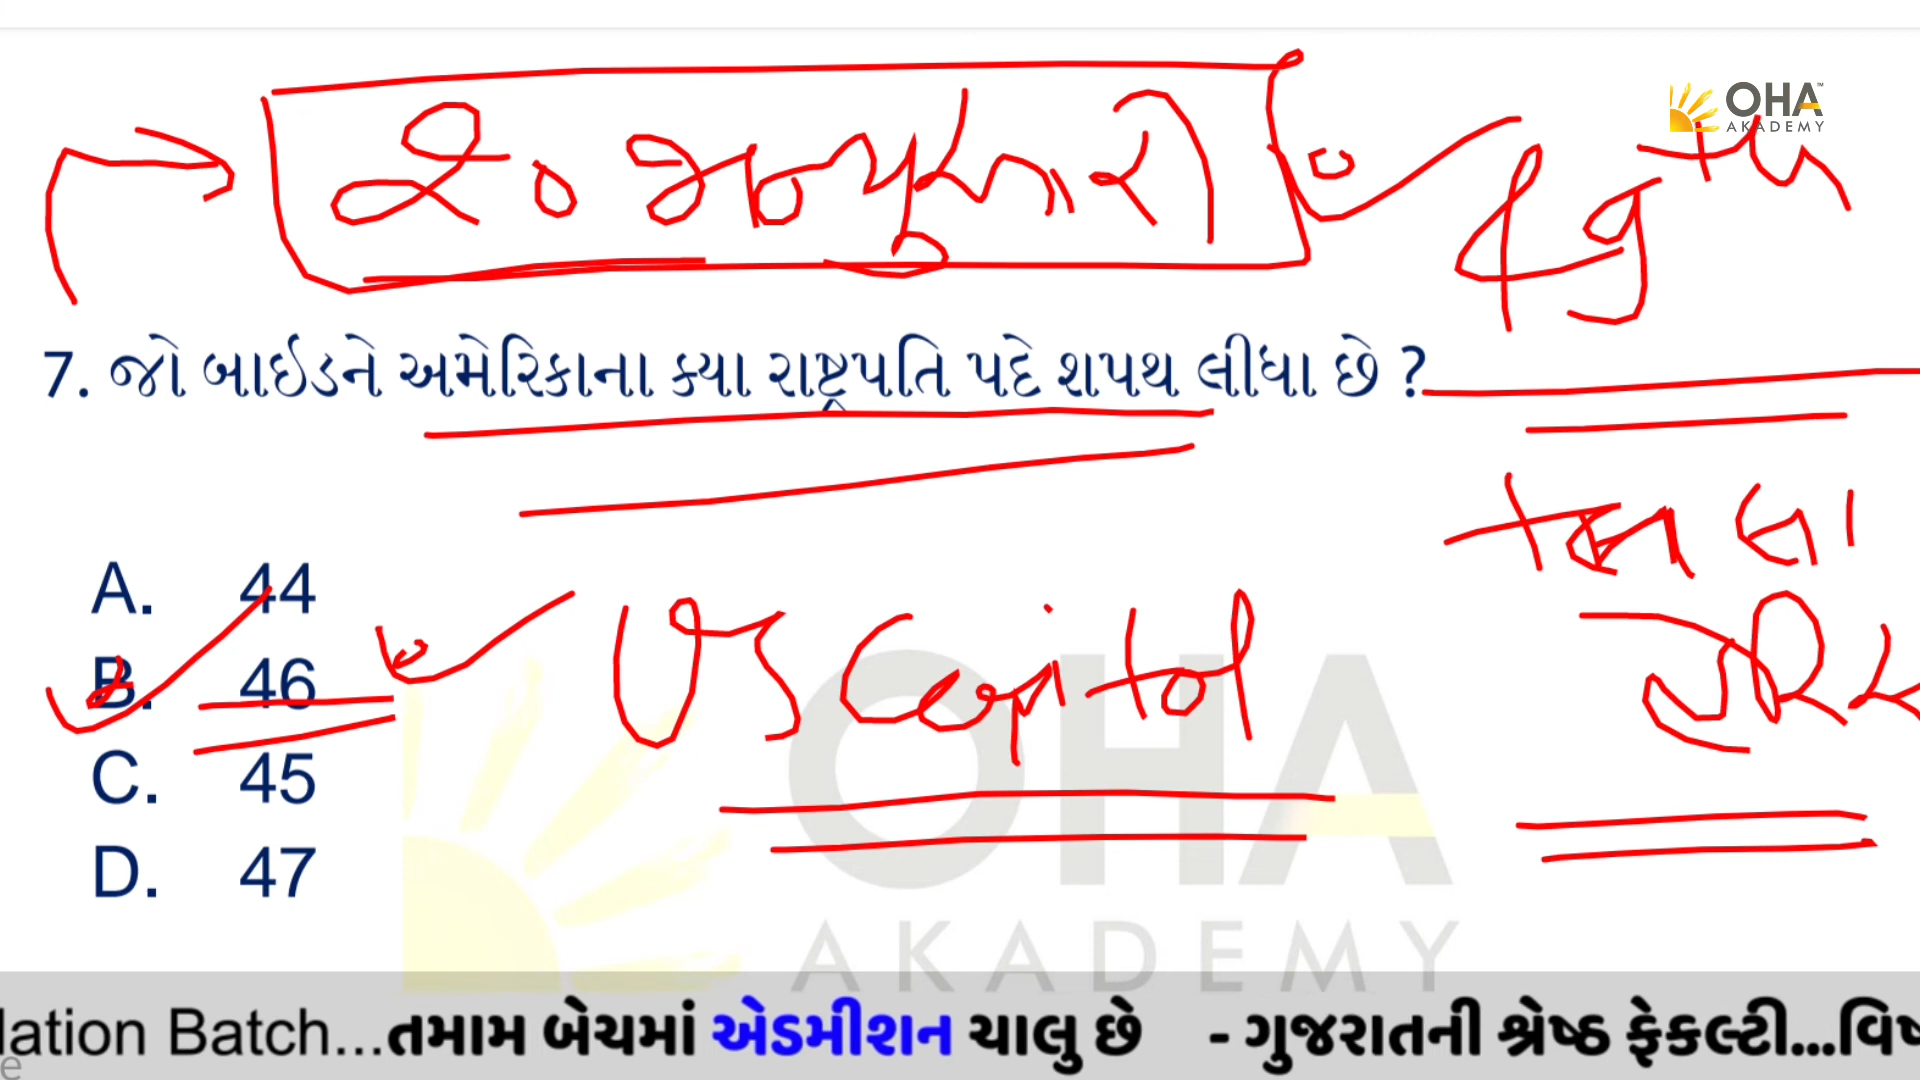 OHA
AKADEMY
૨૦ જાન્યુઆરી
7. જો બાઈડને અમેરિકાના ક્યા રાષ્ટ્રપતિ પદે શપથ લીધા છે ?
A. 44
B. 46
C. 45
D. 47
US Capitol
OHA
AKADEMY
lation Batch...તમામ બેચમાં એડમીશન ચાલુ છે - ગુજરાતની શ્રેષ્ઠ ફેકલ્ટી...વિષ